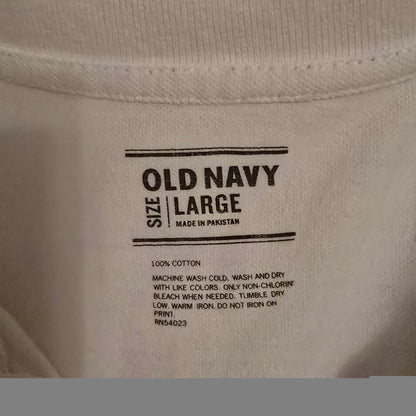 OLD NAVY
SIZE LARGE
MADE IN PAKISTAN
100% COTTON
MACHINE WASH COLD. WASH AND DRY
WITH LIKE COLORS. ONLY NON-CHLORIN
BLEACH WHEN NEEDED. TUMBLE DRY
LOW. WARM IRON. DO NOT IRON ON
PRINT.
RN54023